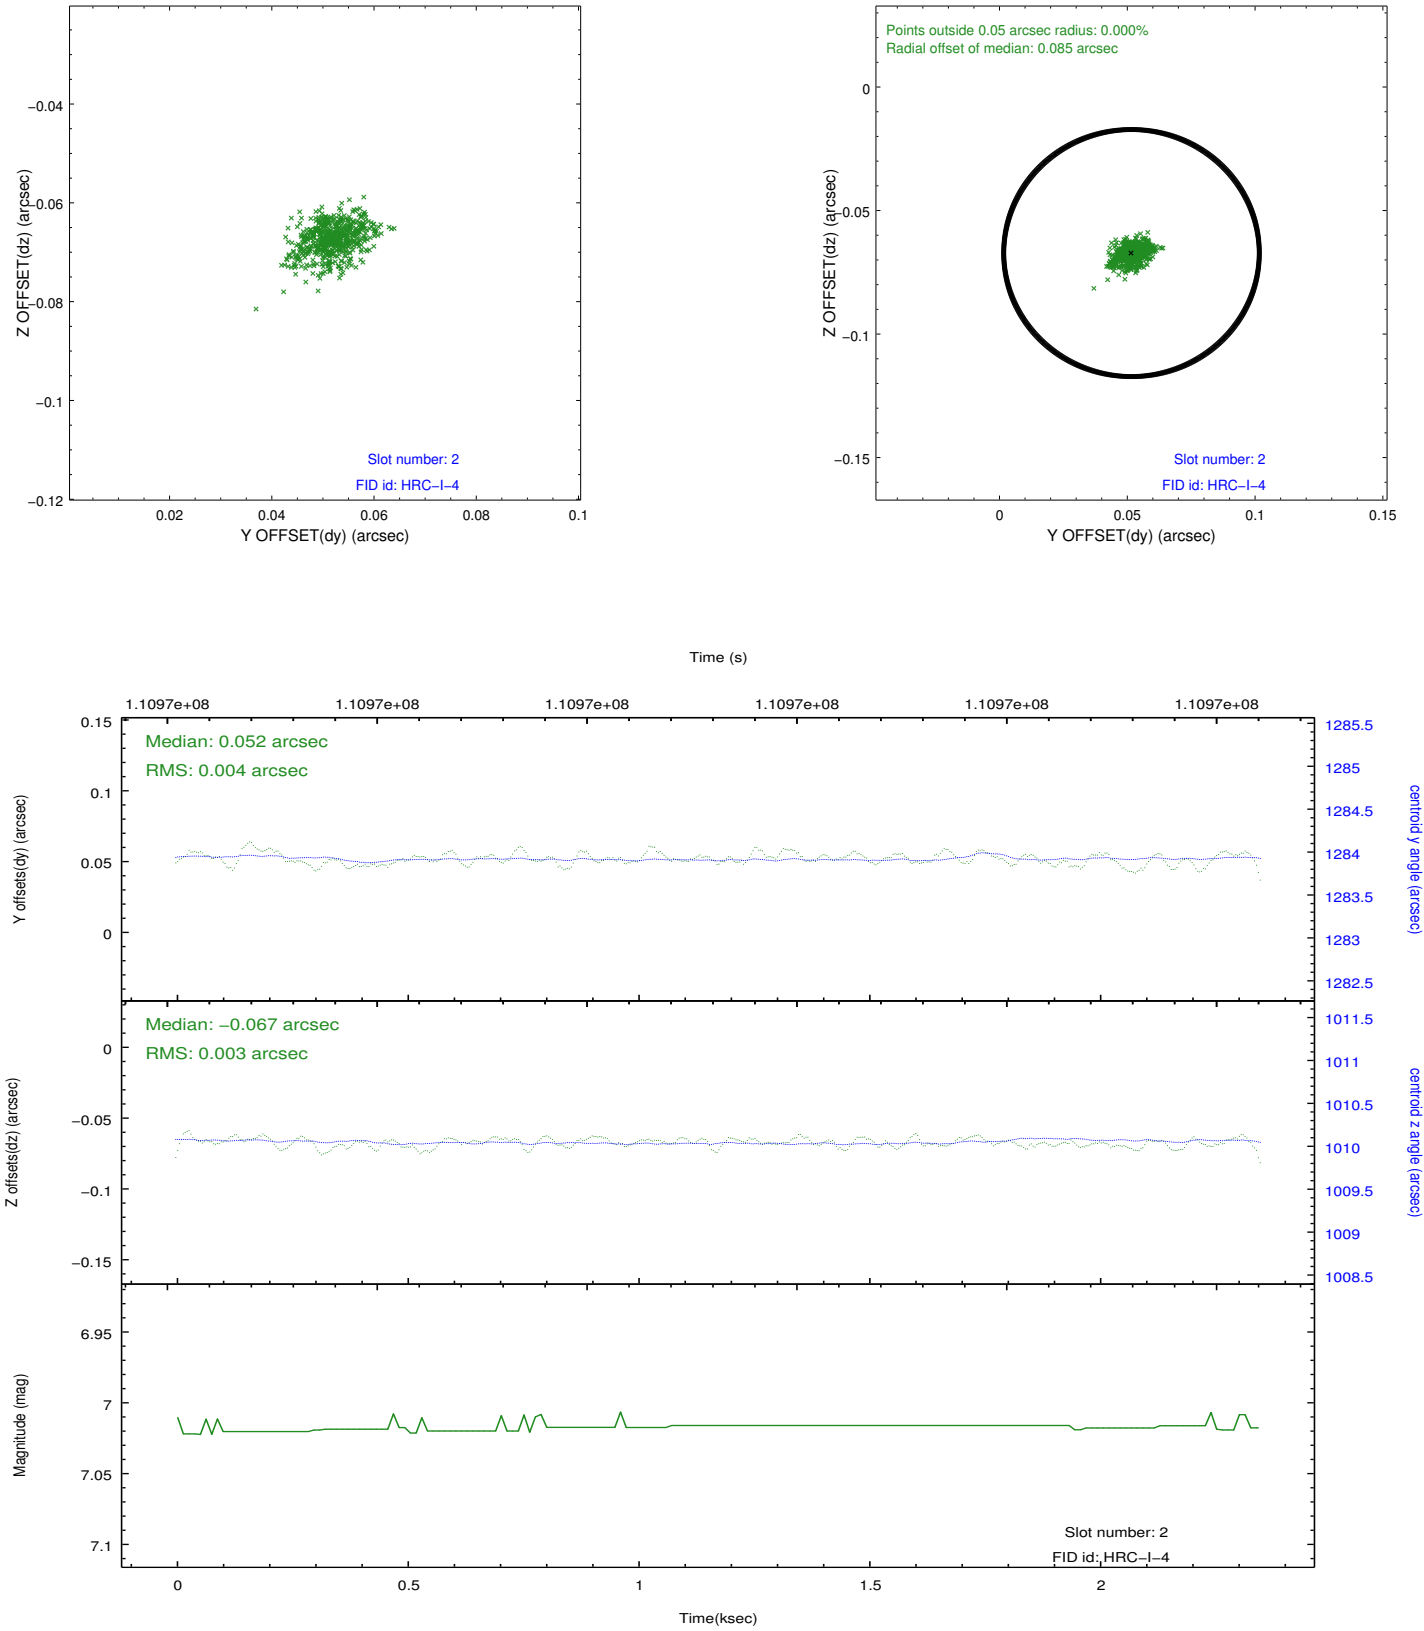 −0.04
−0.06
−0.08
−0.1
−0.12
Z OFFSET(dz) (arcsec)
Slot number: 2
FID id: HRC−I−4
0.02
0.04
0.06
0.08
0.1
Y OFFSET(dy) (arcsec)
Points outside 0.05 arcsec radius: 0.000%
Radial offset of median: 0.085 arcsec
0
−0.05
−0.1
−0.15
Z OFFSET(dz) (arcsec)
Slot number: 2
FID id: HRC−I−4
0
0.05
0.1
0.15
Y OFFSET(dy) (arcsec)
Time (s)
1.1097e+08
1.1097e+08
1.1097e+08
1.1097e+08
1.1097e+08
1.1097e+08
0.15
0.1
0.05
0
Y offsets(dy) (arcsec)
Median: 0.052 arcsec
RMS: 0.004 arcsec
1285.5
1285
1284.5
1284
1283.5
1283
1282.5
centroid y angle (arcsec)
0
−0.05
−0.1
−0.15
Z offsets(dz) (arcsec)
Median: −0.067 arcsec
RMS: 0.003 arcsec
1011.5
1011
1010.5
1010
1009.5
1009
1008.5
centroid z angle (arcsec)
6.95
7
7.05
7.1
Magnitude (mag)
Slot number: 2
FID id: HRC−I−4
0
0.5
1
1.5
2
Time(ksec)